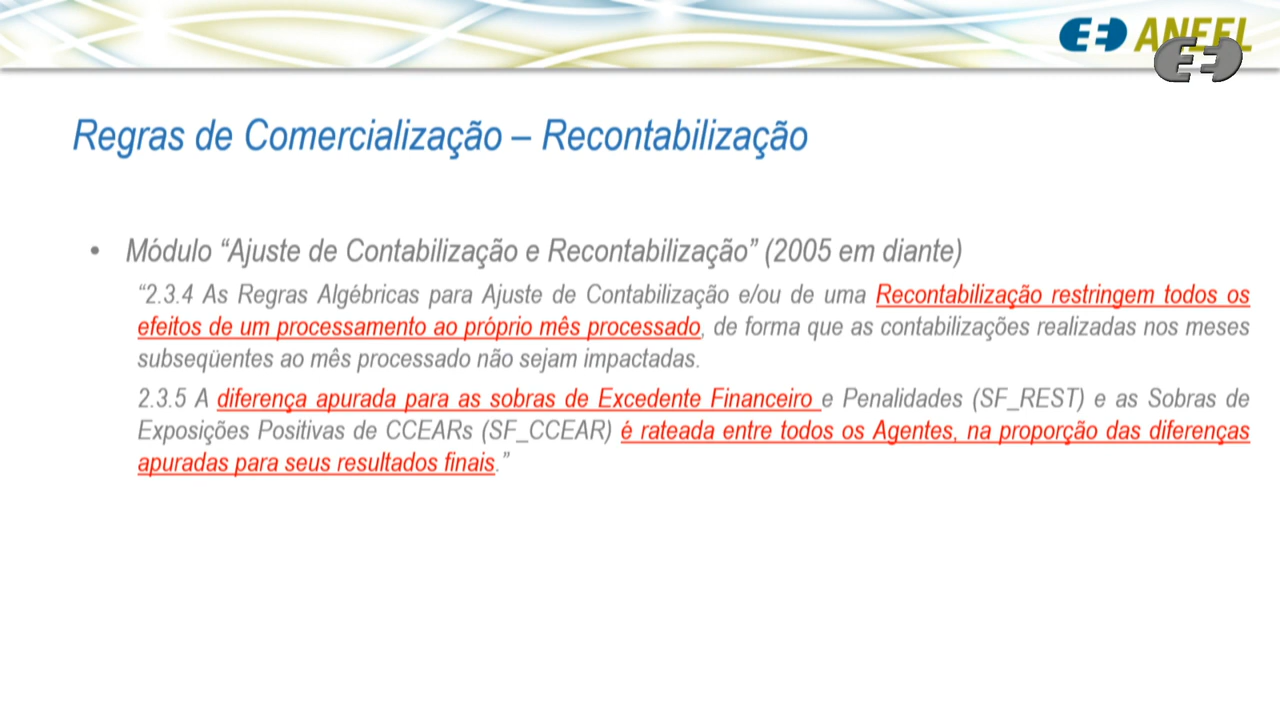 ANEEL
Regras de Comercialização – Recontabilização
• Módulo “Ajuste de Contabilização e Recontabilização” (2005 em diante)
“2.3.4 As Regras Algébricas para Ajuste de Contabilização e/ou de uma Recontabilização restringem todos os
efeitos de um processamento ao próprio mês processado, de forma que as contabilizações realizadas nos meses
subseqüentes ao mês processado não sejam impactadas.
2.3.5 A diferença apurada para as sobras de Excedente Financeiro e Penalidades (SF_REST) e as Sobras de
Exposições Positivas de CCEARs (SF_CCEAR) é rateada entre todos os Agentes, na proporção das diferenças
apuradas para seus resultados finais.”